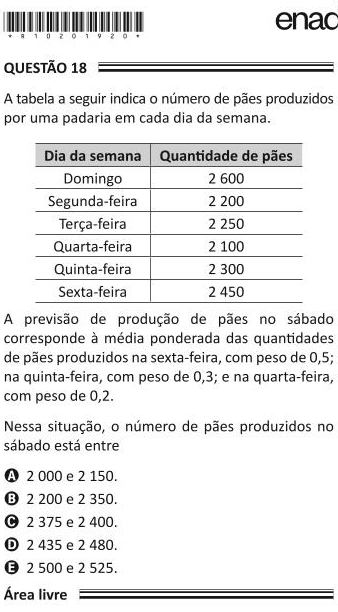 enad
* R 1 0 2 0 1 9 2 0 *
QUESTÃO 18
A tabela a seguir indica o número de pães produzidos
por uma padaria em cada dia da semana.
Dia da semana Quantidade de pães
Domingo 2 600
Segunda-feira 2 200
Terça-feira 2 250
Quarta-feira 2 100
Quinta-feira 2 300
Sexta-feira 2 450
A previsão de produção de pães no sábado
corresponde à média ponderada das quantidades
de pães produzidos na sexta-feira, com peso de 0,5;
na quinta-feira, com peso de 0,3; e na quarta-feira,
com peso de 0,2.
Nessa situação, o número de pães produzidos no
sábado está entre
A 2 000 e 2 150.
B 2 200 e 2 350.
C 2 375 e 2 400.
D 2 435 e 2 480.
E 2 500 e 2 525.
Área livre